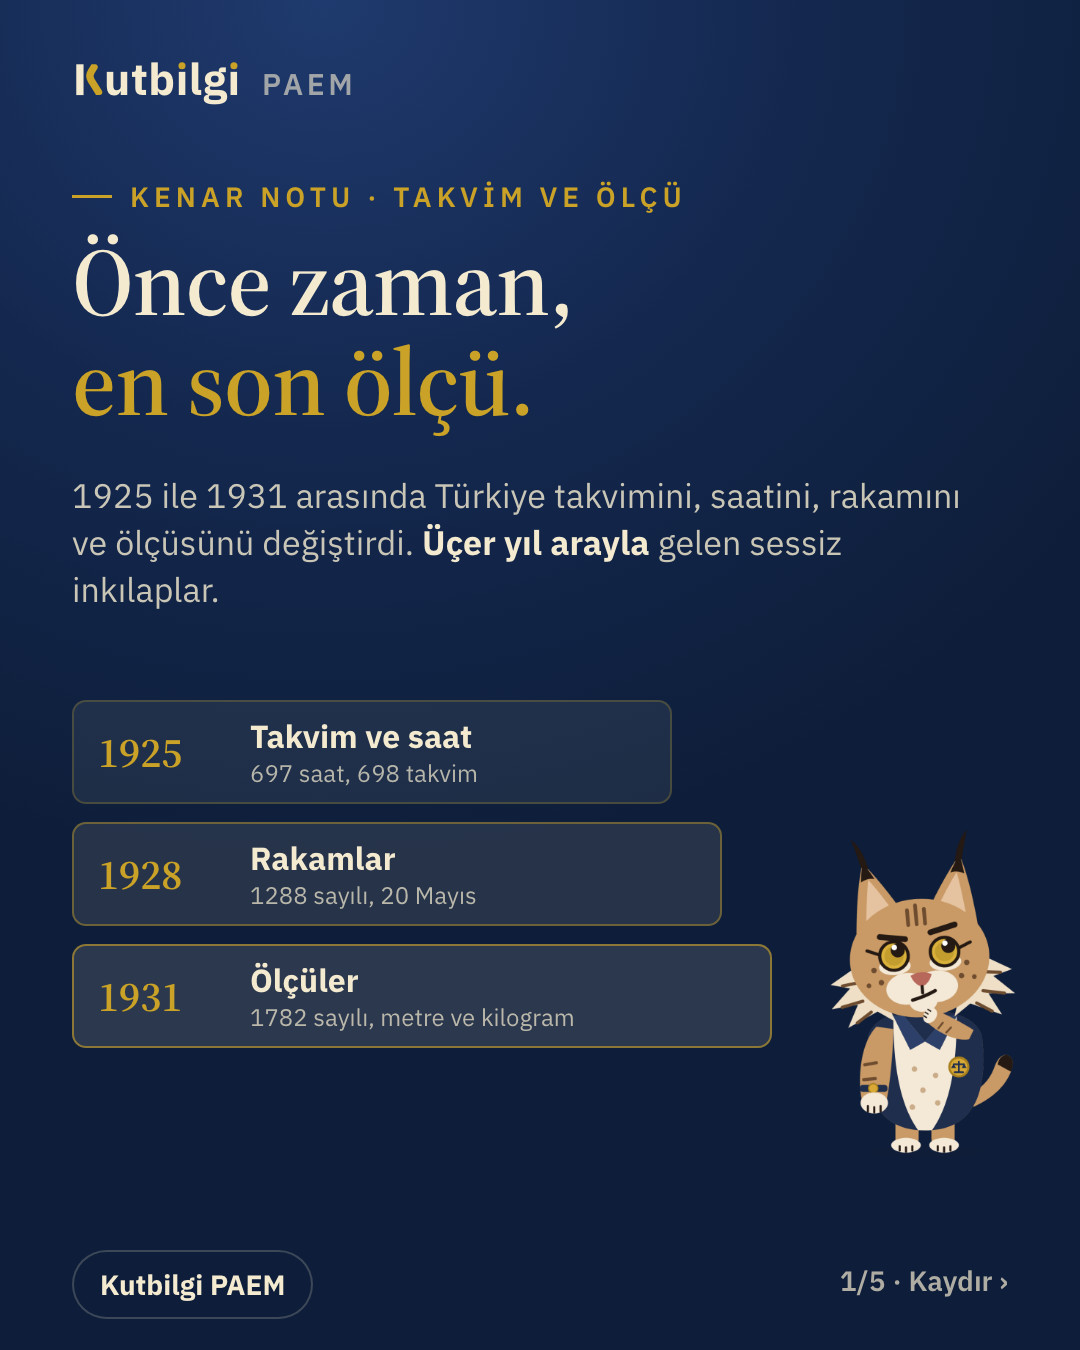 Kutbilgi PAEM
KENAR NOTU · TAKVİM VE ÖLÇÜ
Önce zaman,
en son ölçü.
1925 ile 1931 arasında Türkiye takvimini, saatini, rakamını
ve ölçüsünü değiştirdi. Üçer yıl arayla gelen sessiz
inkılaplar.
1925
Takvim ve saat
697 saat, 698 takvim
1928
Rakamlar
1288 sayılı, 20 Mayıs
1931
Ölçüler
1782 sayılı, metre ve kilogram
Kutbilgi PAEM
1/5 · Kaydır ›